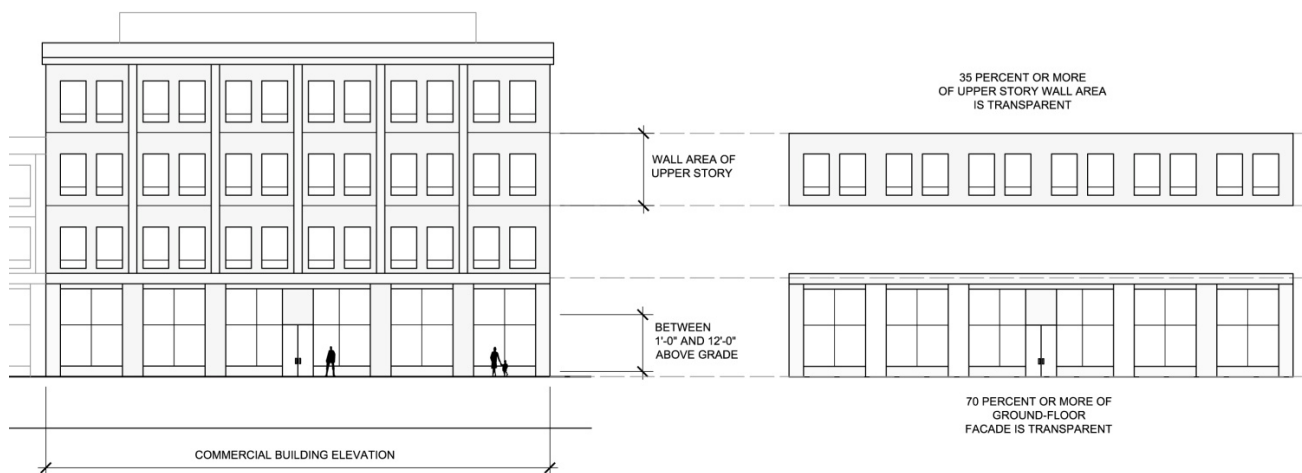 35 PERCENT OR MORE
OF UPPER STORY WALL AREA
IS TRANSPARENT
WALL AREA OF
UPPER STORY
BETWEEN
1'-0" AND 12'-0"
ABOVE GRADE
70 PERCENT OR MORE OF
GROUND-FLOOR
FACADE IS TRANSPARENT
COMMERCIAL BUILDING ELEVATION